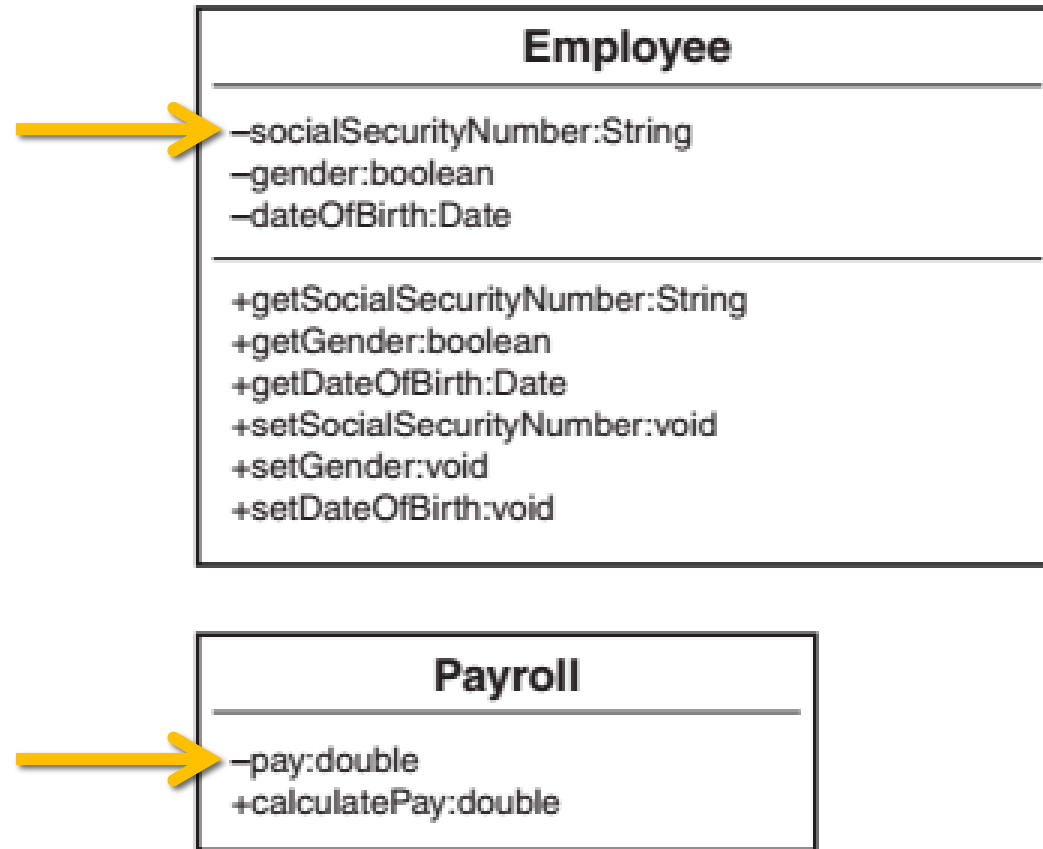 Employee
–socialSecurityNumber:String
–gender:boolean
–dateOfBirth:Date
+getSocialSecurityNumber:String
+getGender:boolean
+getDateOfBirth:Date
+setSocialSecurityNumber:void
+setGender:void
+setDateOfBirth:void
Payroll
–pay:double
+calculatePay:double